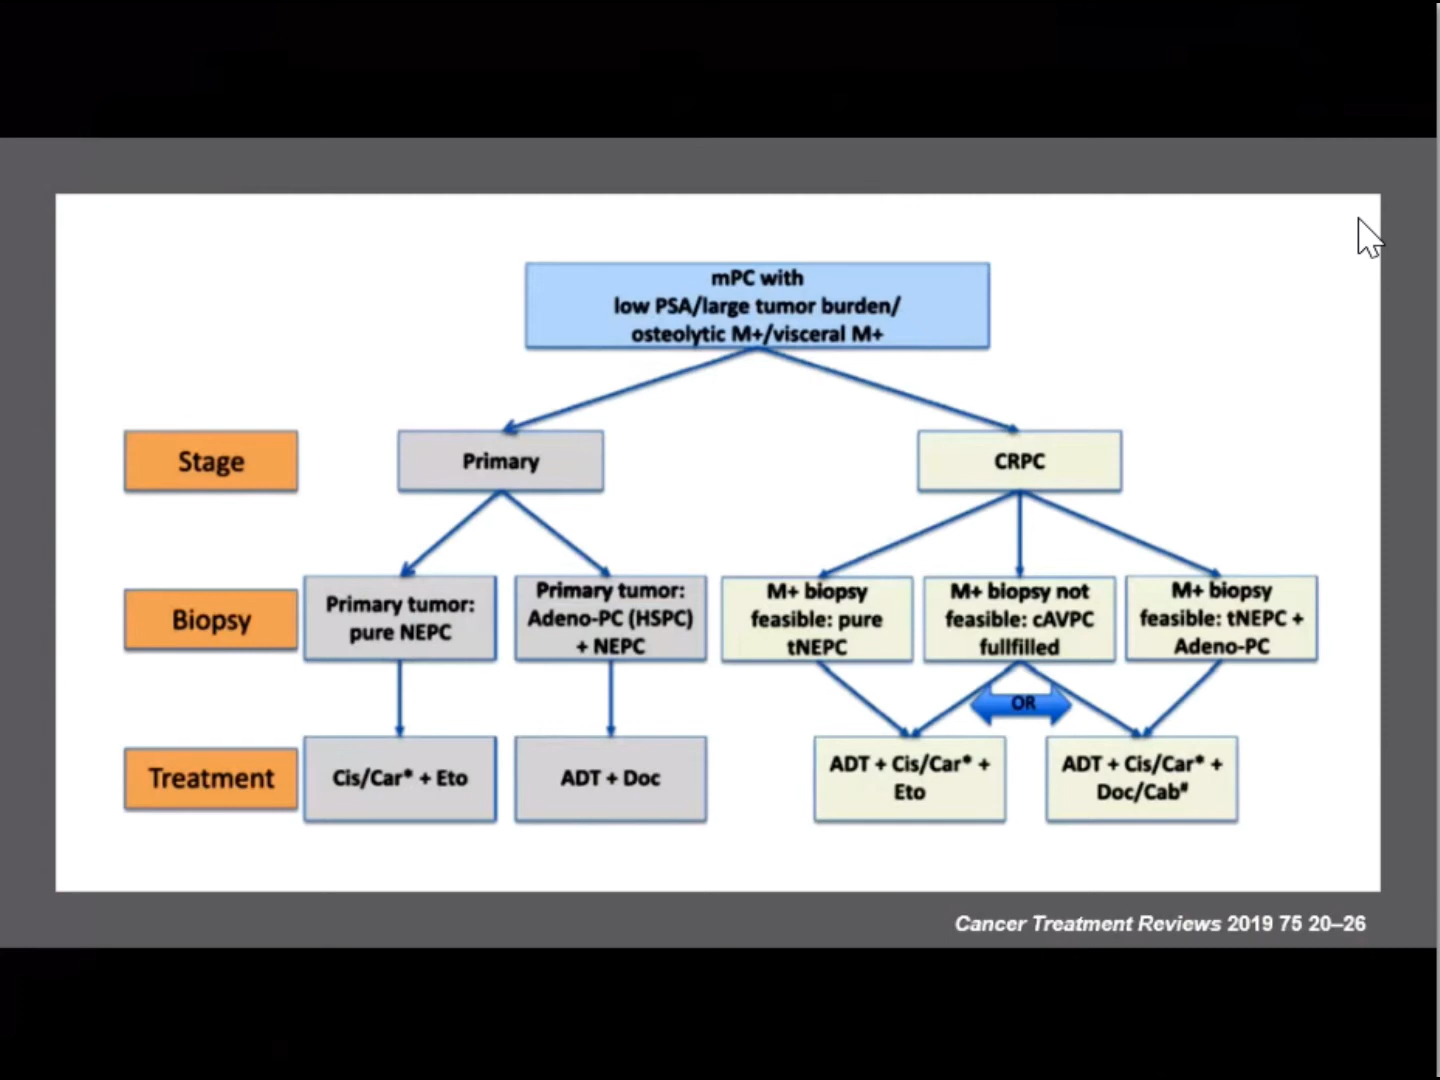 mPC with
low PSA/large tumor burden/
osteolytic M+/visceral M+
Stage
Primary
CRPC
Biopsy
Primary tumor:
pure NEPC
Primary tumor:
Adeno-PC (HSPC)
+ NEPC
M+ biopsy
feasible: pure
tNEPC
M+ biopsy not
feasible: cAVPC
fullfilled
M+ biopsy
feasible: tNEPC +
Adeno-PC
OR
Treatment
Cis/Car* + Eto
ADT + Doc
ADT + Cis/Car* +
Eto
ADT + Cis/Car* +
Doc/Cab#
Cancer Treatment Reviews 2019 75 20–26